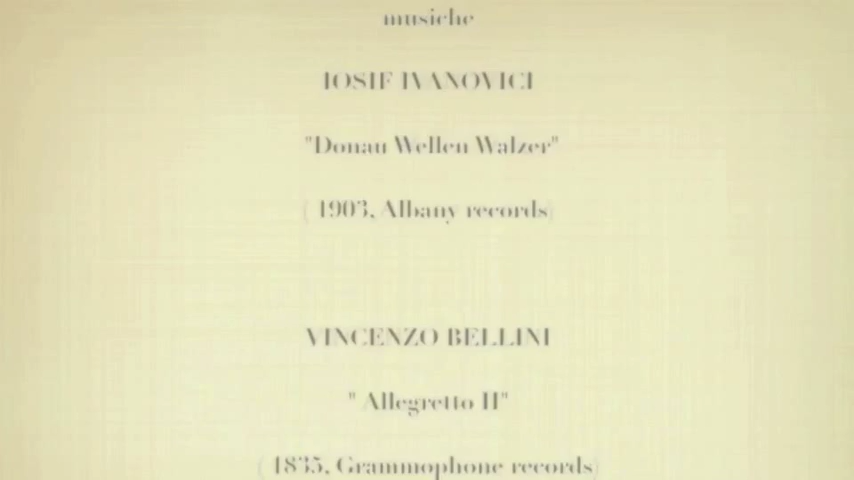 musiche
IOSIF IVANOVICI
"Donau Wellen Walzer"
( 1903, Albany records)
VINCENZO BELLINI
" Allegretto II"
( 1835, Grammophone records)